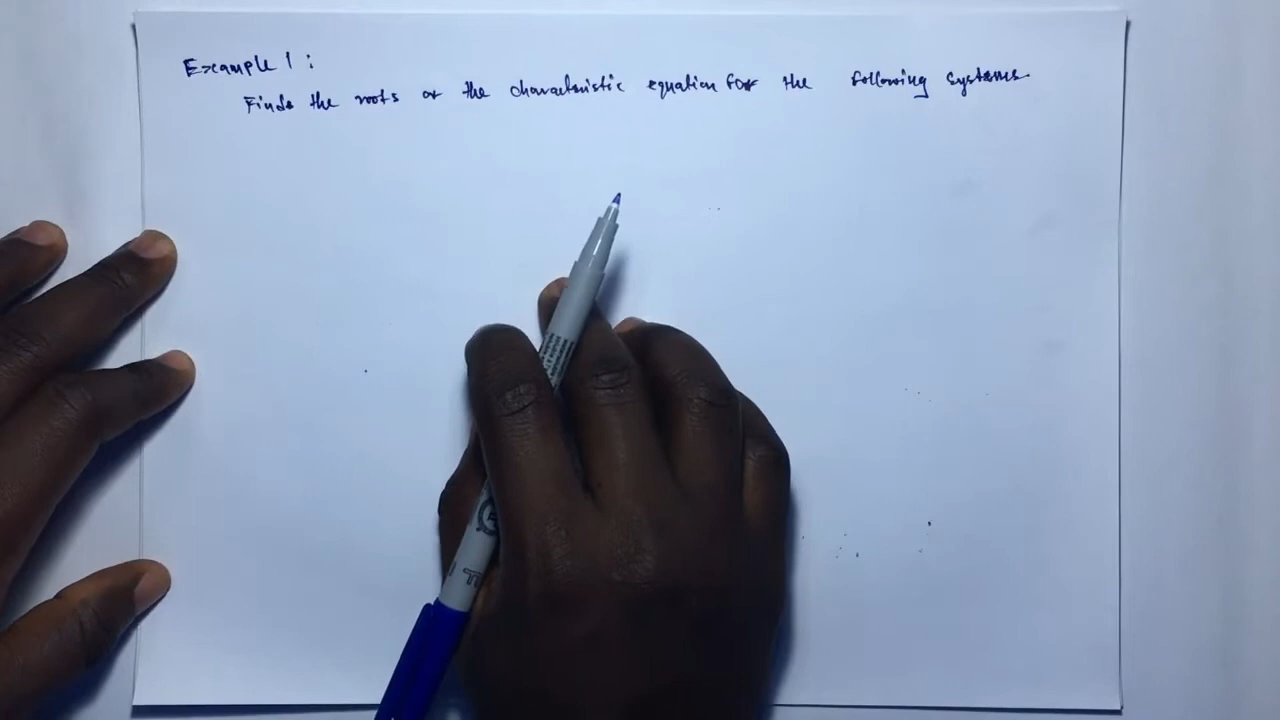 Example 1 :
Finds the roots or the characteristic equation for the following systems.